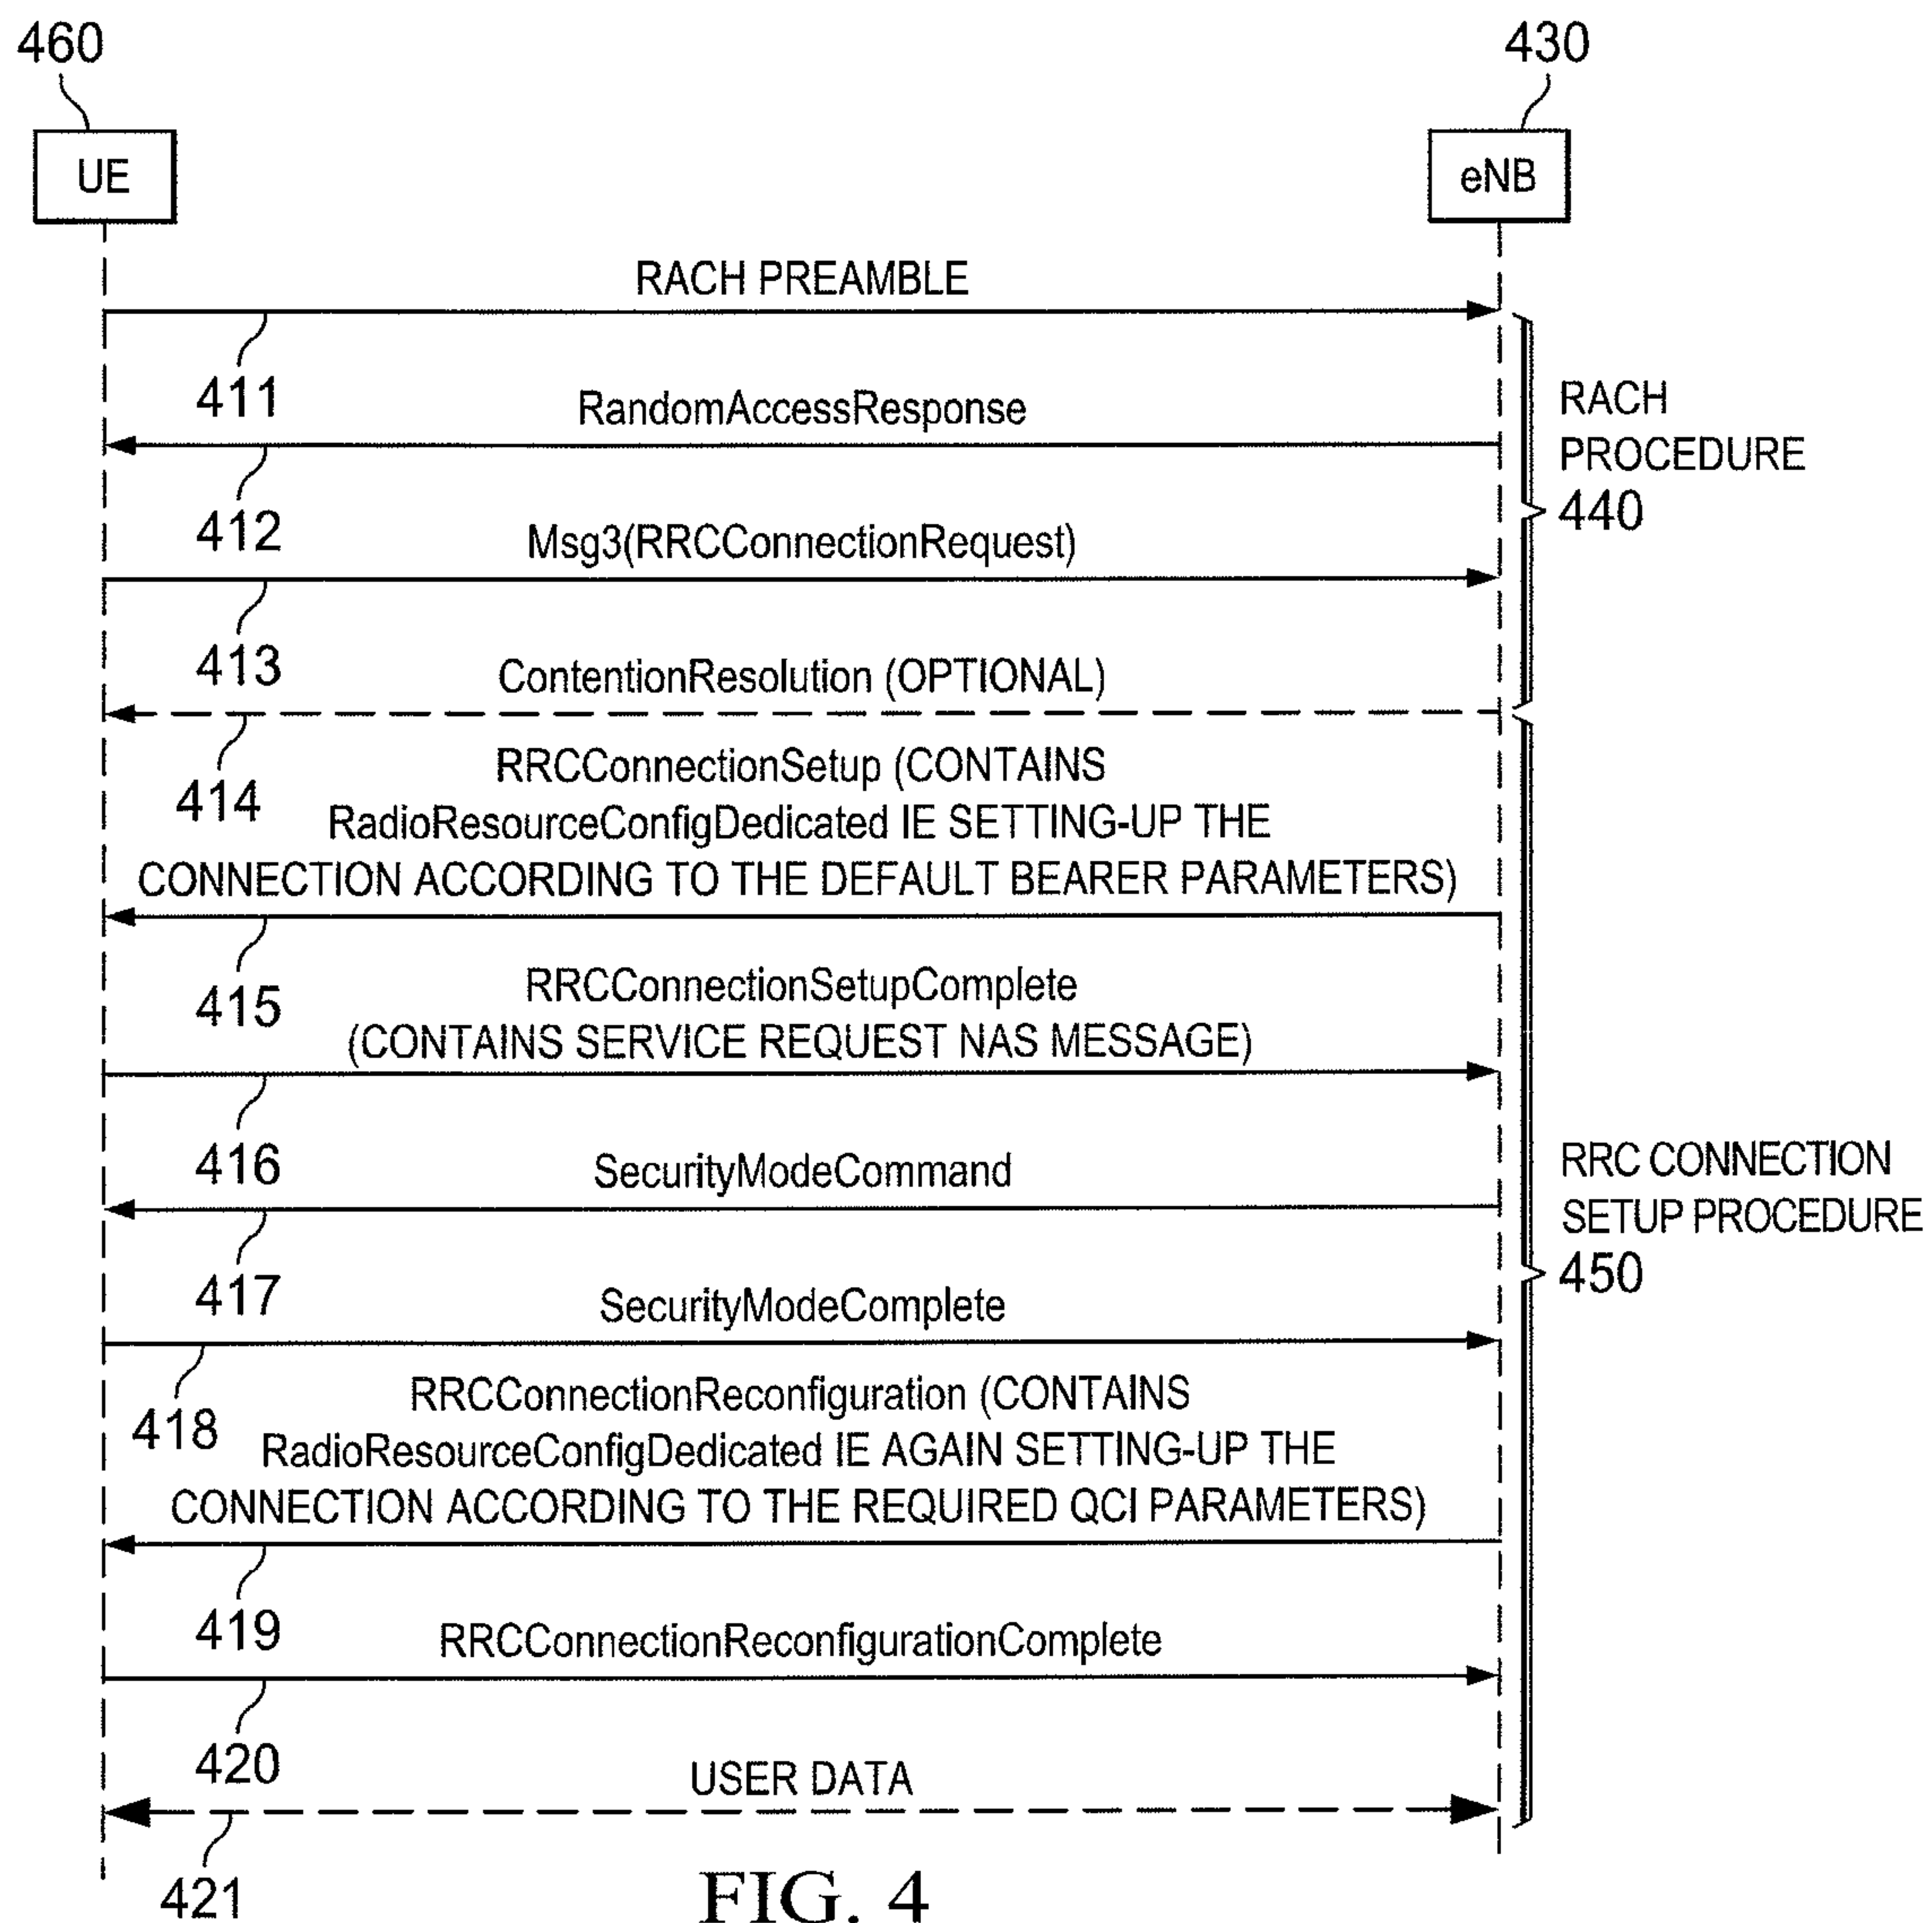 460
430
UE
eNB
RACH PREAMBLE
411
RandomAccessResponse
RACH
PROCEDURE
440
412
Msg3(RRCConnectionRequest)
413
ContentionResolution (OPTIONAL)
414
RRCConnectionSetup (CONTAINS
RadioResourceConfigDedicated IE SETTING-UP THE
CONNECTION ACCORDING TO THE DEFAULT BEARER PARAMETERS)
415
RRCConnectionSetupComplete
(CONTAINS SERVICE REQUEST NAS MESSAGE)
416
SecurityModeCommand
RRC CONNECTION
SETUP PROCEDURE
450
417
SecurityModeComplete
418
RRCConnectionReconfiguration (CONTAINS
RadioResourceConfigDedicated IE AGAIN SETTING-UP THE
CONNECTION ACCORDING TO THE REQUIRED QCI PARAMETERS)
419
RRCConnectionReconfigurationComplete
420
USER DATA
421
FIG. 4